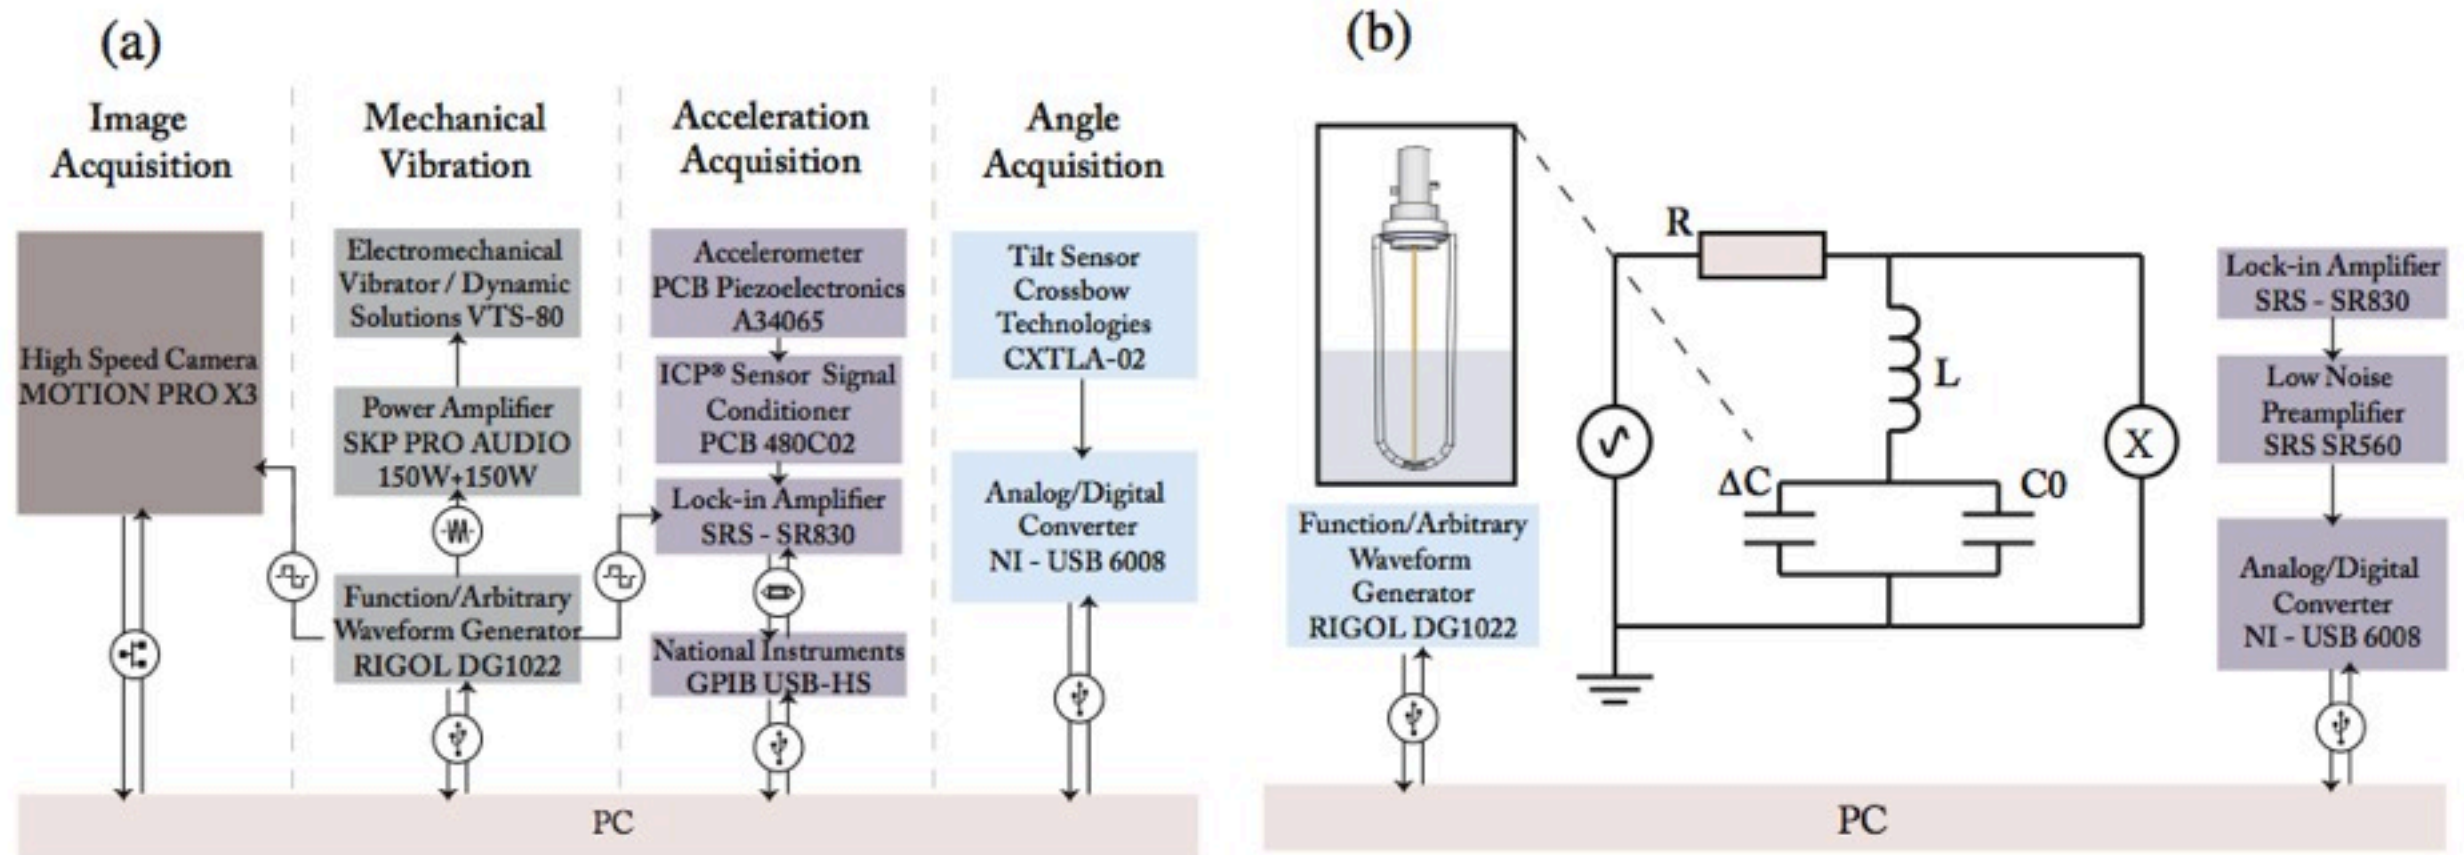 (a)
Image
Acquisition
High Speed Camera
MOTION PRO X3
Mechanical
Vibration
Electromechanical
Vibrator / Dynamic
Solutions VTS-80
Power Amplifier
SKP PRO AUDIO
150W+150W
Function/Arbitrary
Waveform Generator
RIGOL DG1022
Acceleration
Acquisition
Accelerometer
PCB Piezoelectronics
A34065
ICP® Sensor Signal
Conditioner
PCB 480C02
Lock-in Amplifier
SRS - SR830
National Instruments
GPIB USB-HS
Angle
Acquisition
Tilt Sensor
Crossbow
Technologies
CXTLA-02
Analog/Digital
Converter
NI - USB 6008
PC
(b)
Function/Arbitrary
Waveform
Generator
RIGOL DG1022
R
L
ΔC
C0
X
Lock-in Amplifier
SRS - SR830
Low Noise
Preamplifier
SRS SR560
Analog/Digital
Converter
NI - USB 6008
PC